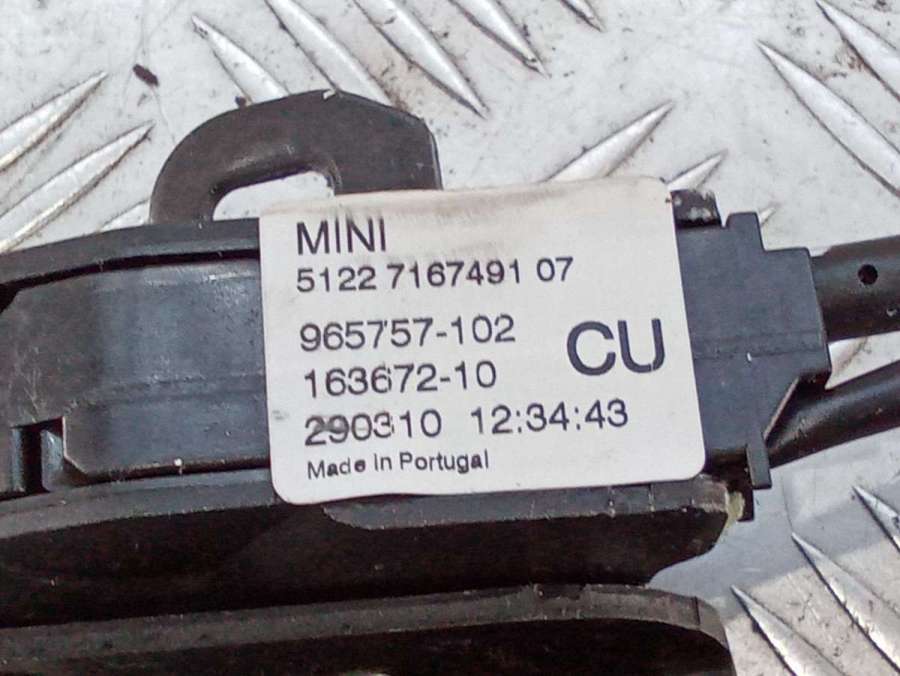 MINI
5122 7167491 07
965757-102
CU
163672-10
290310 12:34:43
Made in Portugal